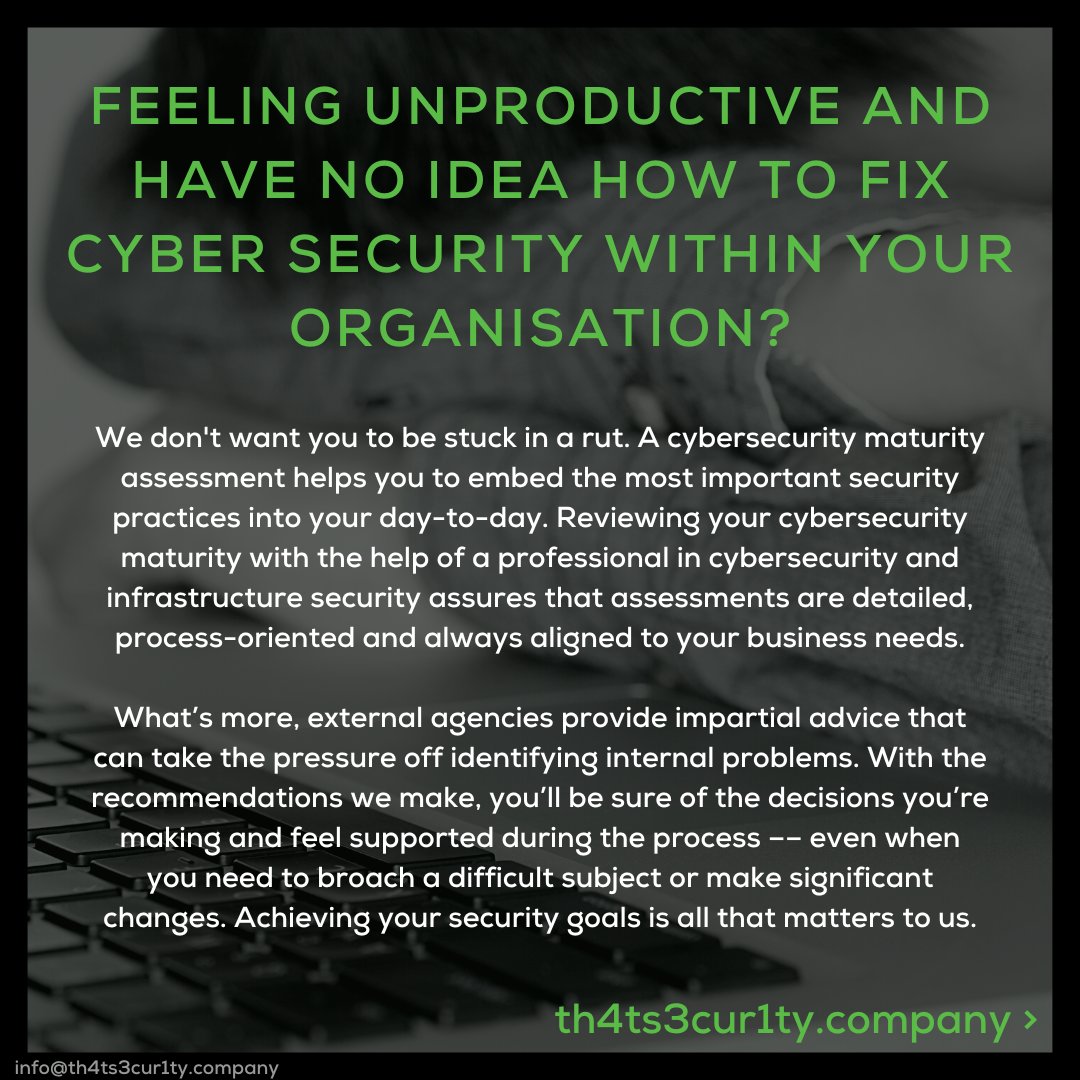 FEELING UNPRODUCTIVE AND
HAVE NO IDEA HOW TO FIX
CYBER SECURITY WITHIN YOUR
ORGANISATION?
We don't want you to be stuck in a rut. A cybersecurity maturity
assessment helps you to embed the most important security
practices into your day-to-day. Reviewing your cybersecurity
maturity with the help of a professional in cybersecurity and
infrastructure security assures that assessments are detailed,
process-oriented and always aligned to your business needs.
What’s more, external agencies provide impartial advice that
can take the pressure off identifying internal problems. With the
recommendations we make, you’ll be sure of the decisions you’re
making and feel supported during the process –– even when
you need to broach a difficult subject or make significant
changes. Achieving your security goals is all that matters to us.
th4ts3cur1ty.company >
info@th4ts3cur1ty.company